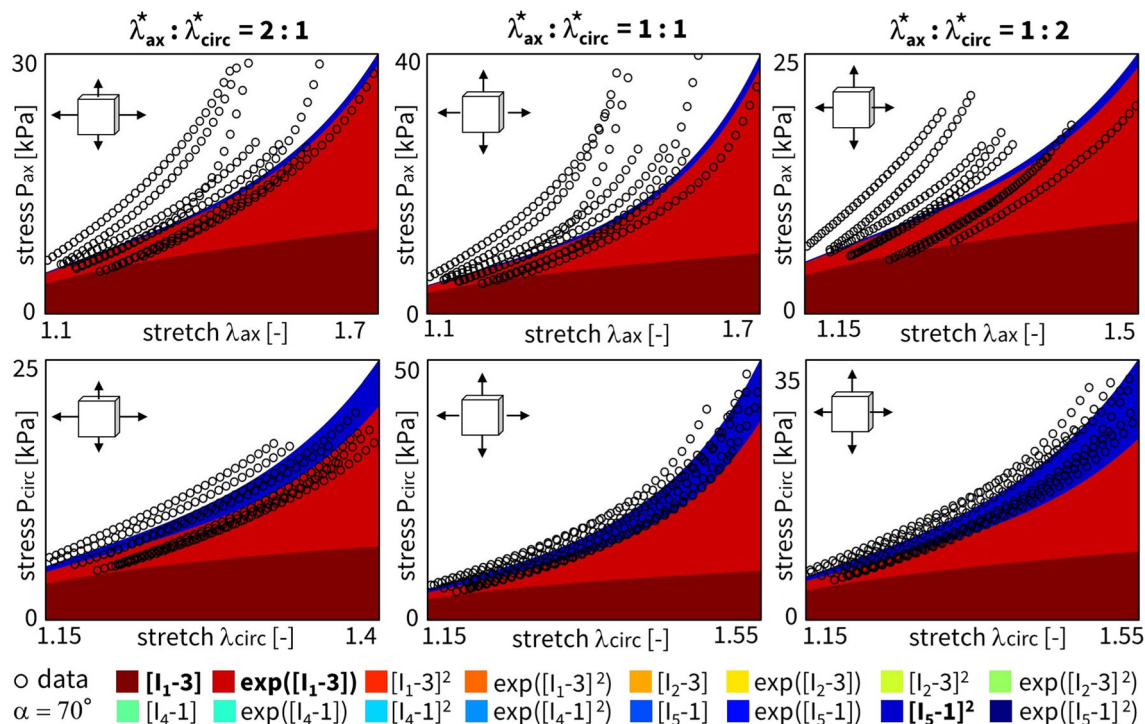 λ*ax : λ*circ = 2 : 1
λ*ax : λ*circ = 1 : 1
λ*ax : λ*circ = 1 : 2
30
stress Pax [kPa]
0
1.1 stretch λax [-] 1.7
40
stress Pax [kPa]
0
1.1 stretch λax [-] 1.7
25
stress Pax [kPa]
0
1.15 stretch λax [-] 1.5
25
stress Pcirc [kPa]
0
1.15 stretch λcirc [-] 1.4
50
stress Pcirc [kPa]
0
1.15 stretch λcirc [-] 1.55
35
stress Pcirc [kPa]
0
1.15 stretch λcirc [-] 1.55
data [I₁-3] exp([I₁-3]) [I₁-3]² exp([I₁-3]²) [I₂-3] exp([I₂-3]) [I₂-3]² exp([I₂-3]²)
α = 70° [I₄-1] exp([I₄-1]) [I₄-1]² exp([I₄-1]²) [I₅-1] exp([I₅-1]) [I₅-1]² exp([I₅-1]²)